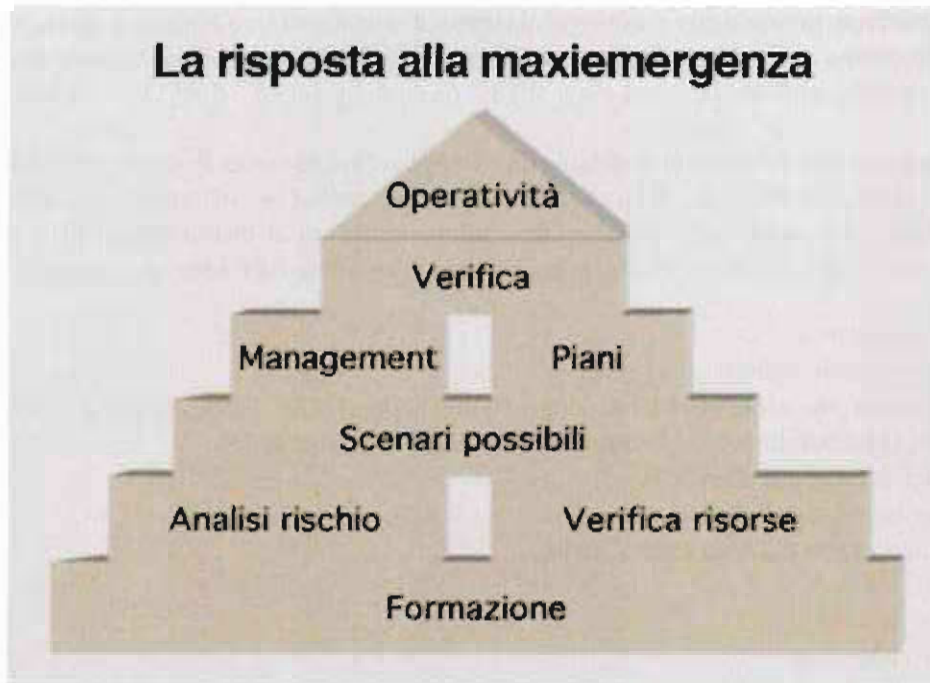 La risposta alla maxiemergenza
Operatività
Verifica
Management Piani
Scenari possibili
Analisi rischio Verifica risorse
Formazione